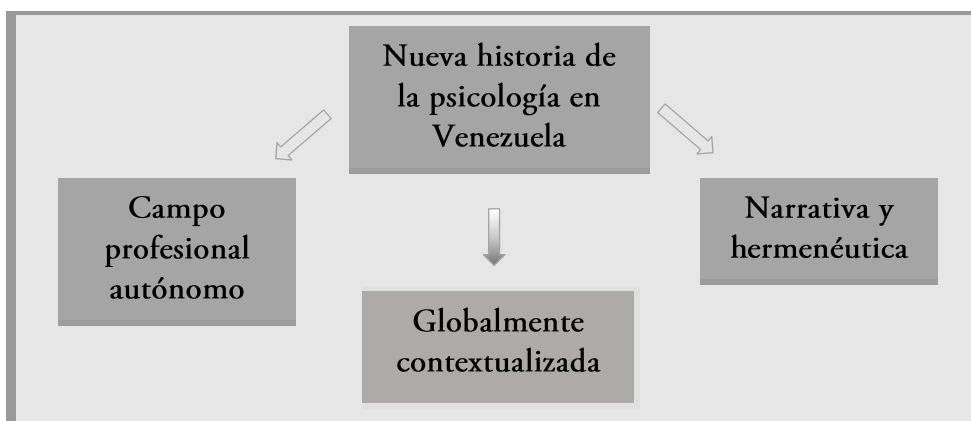 Nueva historia de
la psicología en
Venezuela
Campo
profesional
autónomo
Narrativa y
hermenéutica
Globalmente
contextualizada